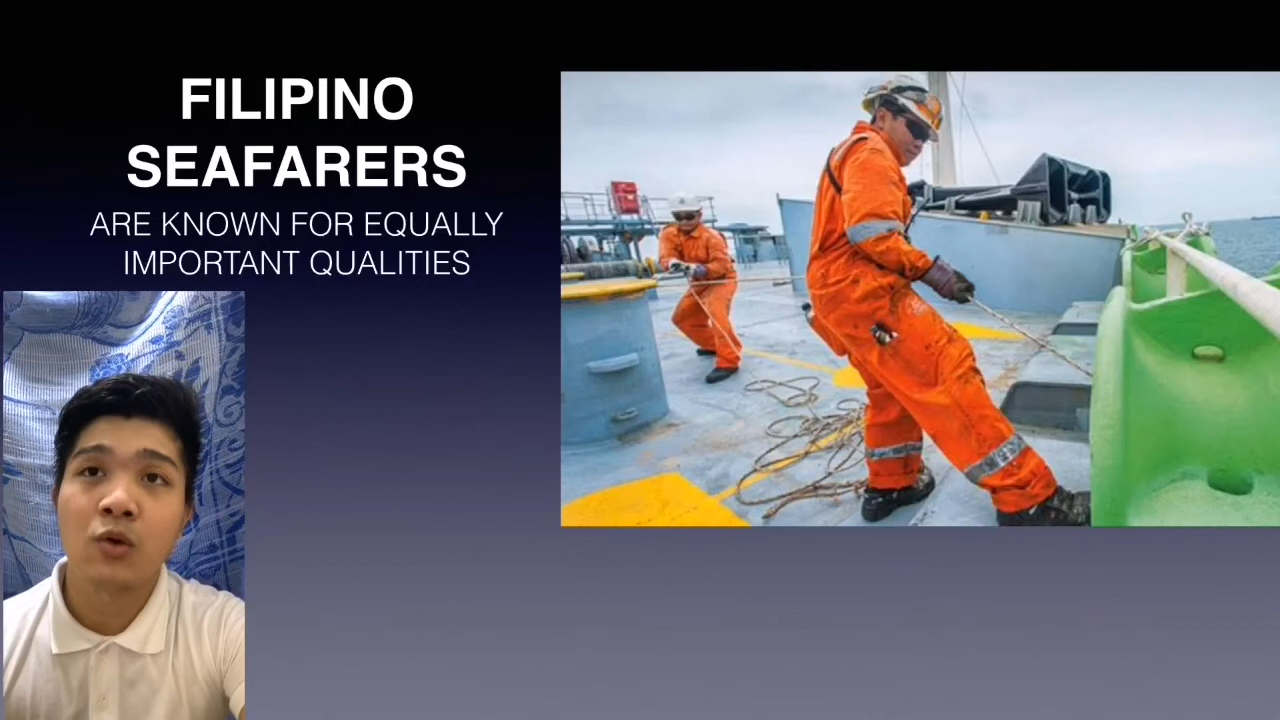 FILIPINO
SEAFARERS
ARE KNOWN FOR EQUALLY
IMPORTANT QUALITIES